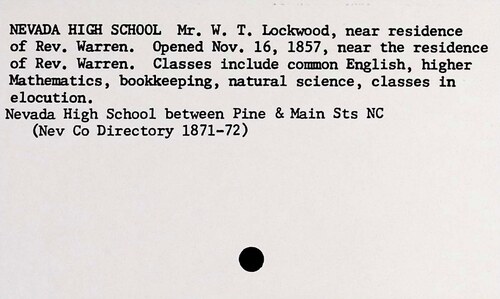 NEVADA HIGH SCHOOL Mr. W. T. Lockwood, near residence
of Rev. Warren. Opened Nov. 16, 1857, near the residence
of Rev. Warren. Classes include common English, higher
Mathematics, bookkeeping, natural science, classes in
elocution.
Nevada High School between Pine & Main Sts NC
(Nev Co Directory 1871-72)